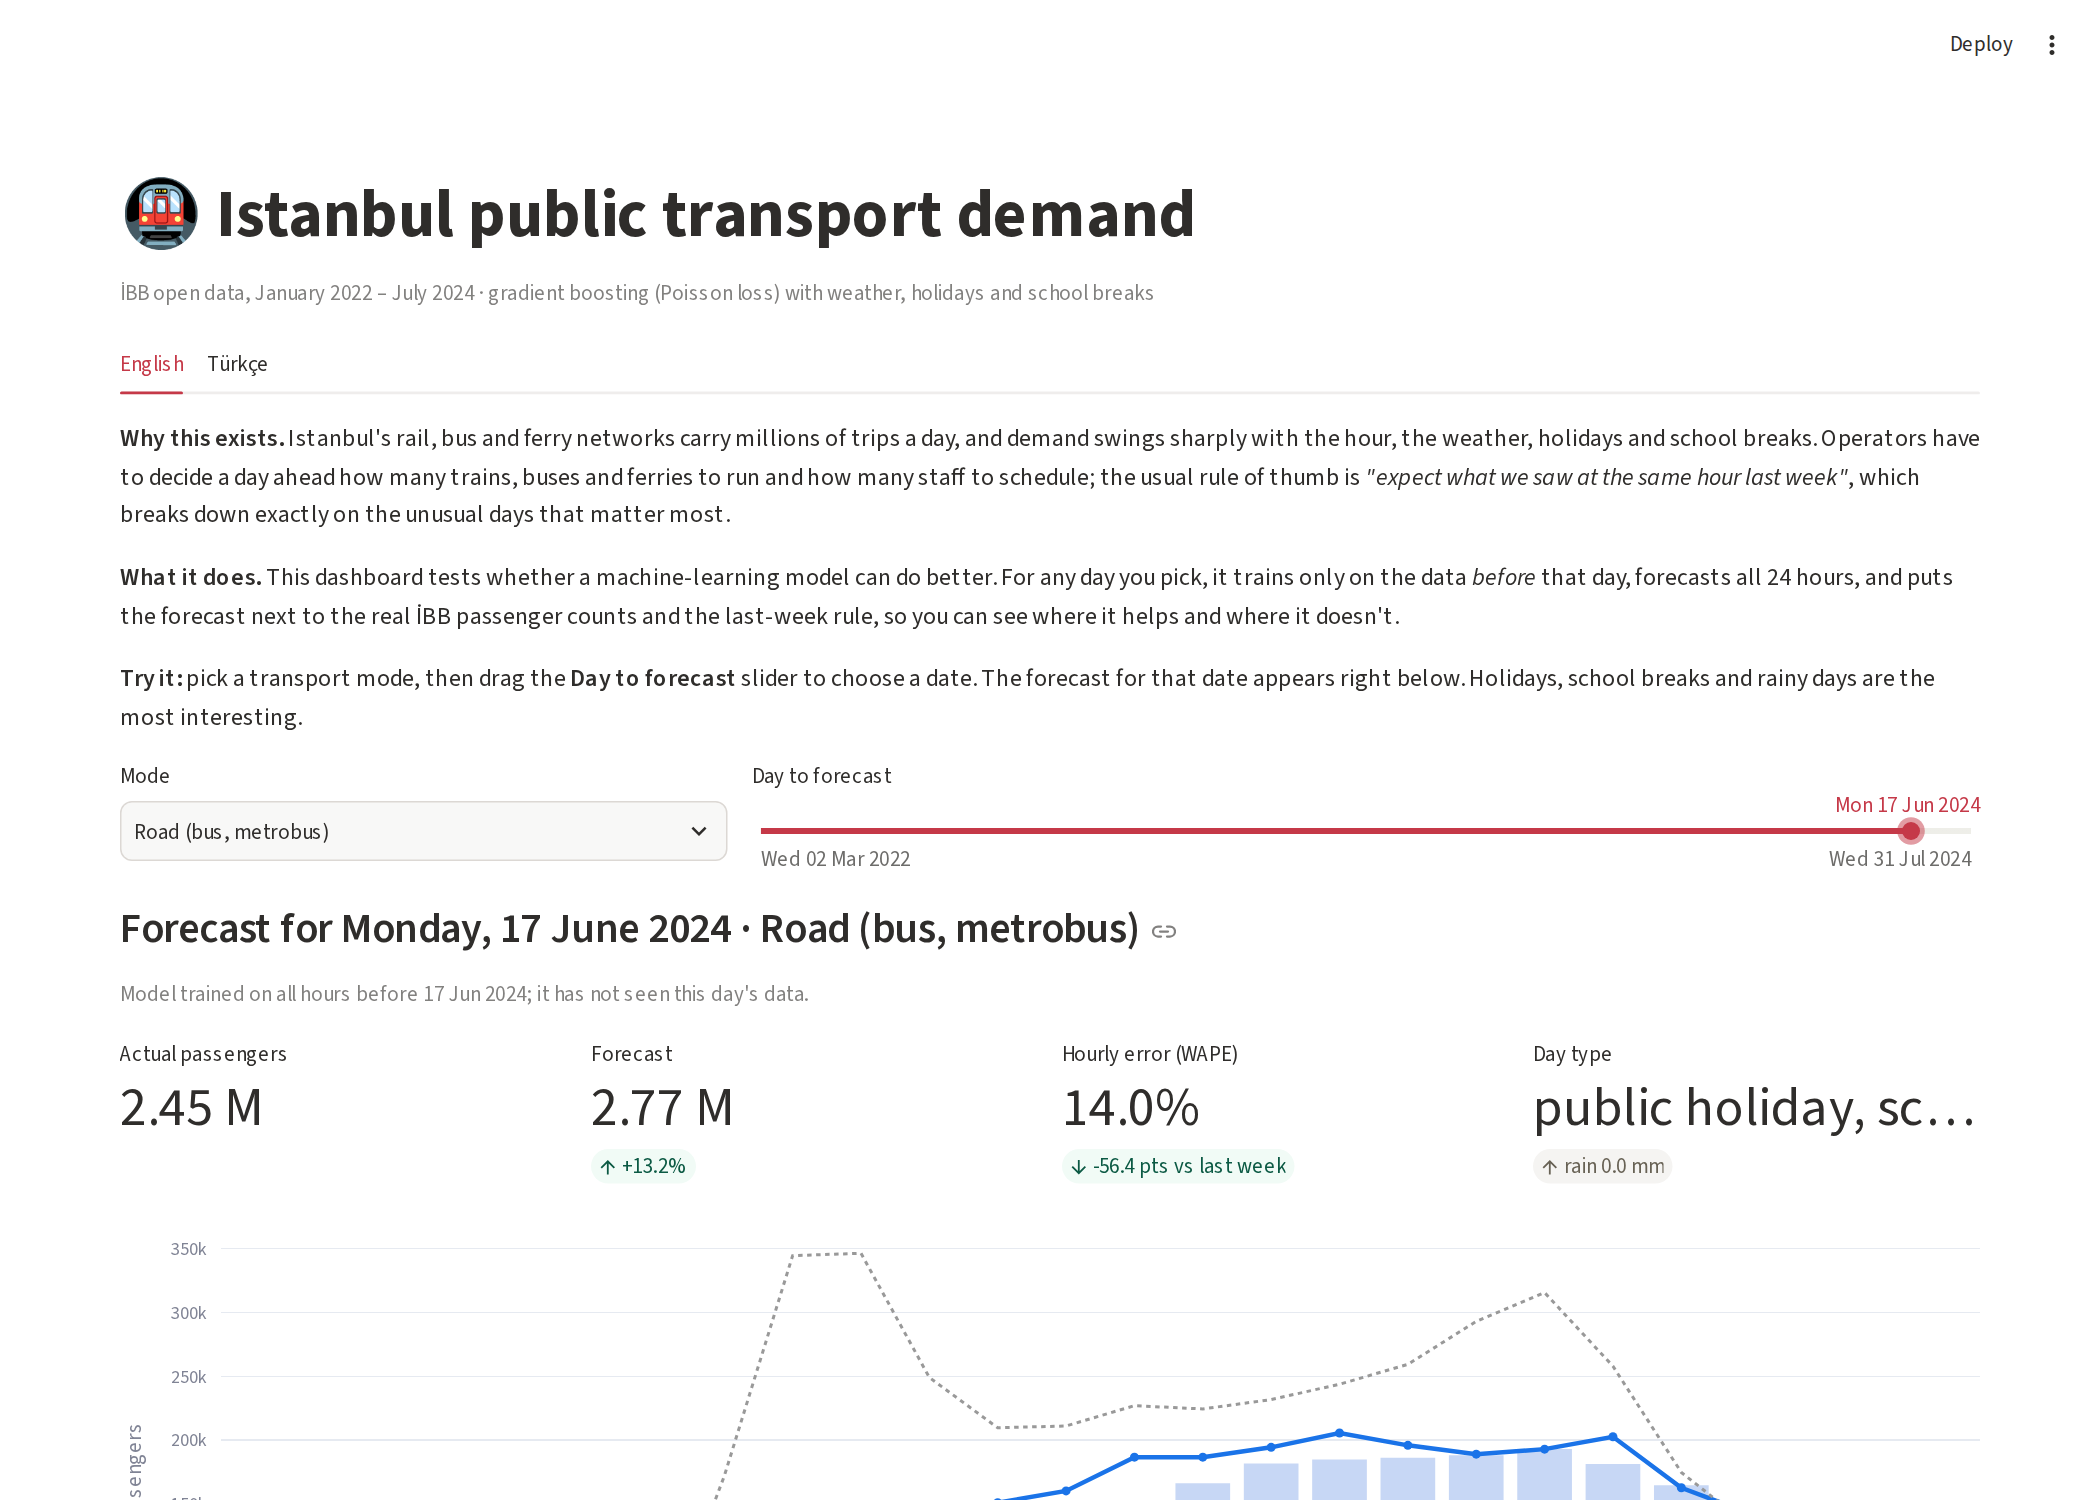 Deploy
Istanbul public transport demand
İBB open data, January 2022 – July 2024 · gradient boosting (Poisson loss) with weather, holidays and school breaks
English Türkçe
Why this exists. Istanbul's rail, bus and ferry networks carry millions of trips a day, and demand swings sharply with the hour, the weather, holidays and school breaks. Operators have
to decide a day ahead how many trains, buses and ferries to run and how many staff to schedule; the usual rule of thumb is "expect what we saw at the same hour last week", which
breaks down exactly on the unusual days that matter most.
What it does. This dashboard tests whether a machine-learning model can do better. For any day you pick, it trains only on the data before that day, forecasts all 24 hours, and puts
the forecast next to the real İBB passenger counts and the last-week rule, so you can see where it helps and where it doesn't.
Try it: pick a transport mode, then drag the Day to forecast slider to choose a date. The forecast for that date appears right below. Holidays, school breaks and rainy days are the
most interesting.
Mode
Road (bus, metrobus)
Day to forecast
Mon 17 Jun 2024
Wed 02 Mar 2022
Wed 31 Jul 2024
Forecast for Monday, 17 June 2024 · Road (bus, metrobus)
Model trained on all hours before 17 Jun 2024; it has not seen this day's data.
Actual passengers
2.45 M
Forecast
2.77 M
↑ +13.2%
Hourly error (WAPE)
14.0%
↓ -56.4 pts vs last week
Day type
public holiday, sc…
↑ rain 0.0 mm
350k
300k
250k
200k